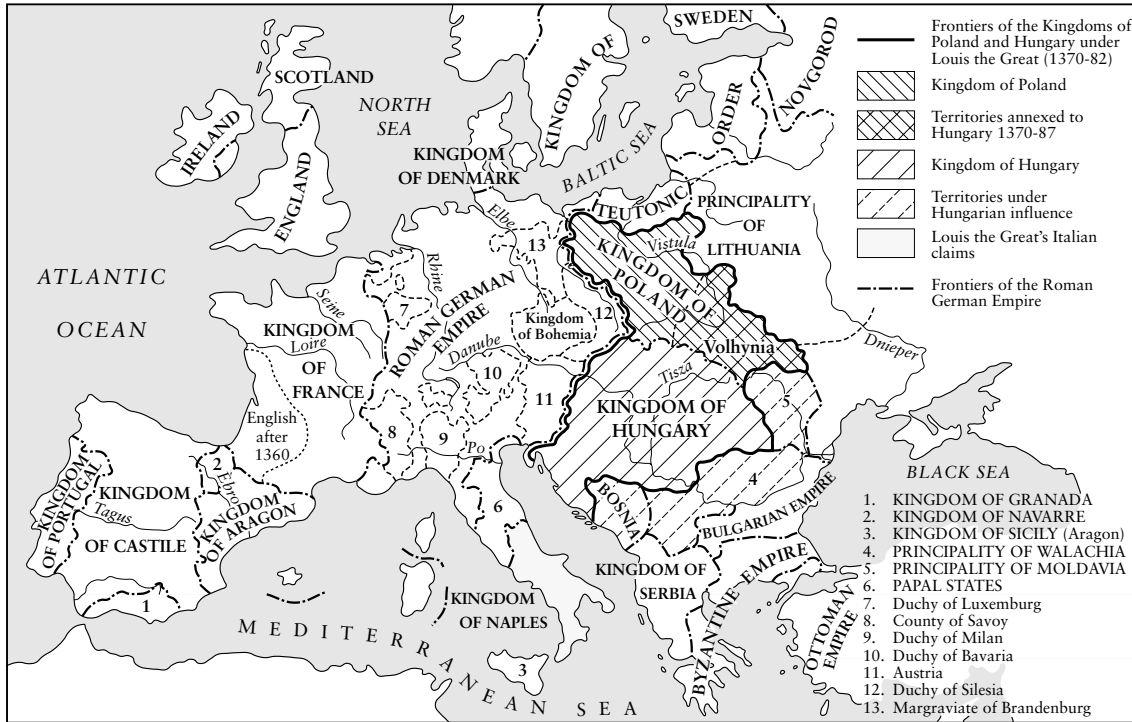 SWEDEN
KINGDOM OF
NOVGOROD
ORDER
SCOTLAND
NORTH
SEA
IRELAND
ENGLAND
KINGDOM
OF DENMARK
BALTIC SEA
TEUTONIC
PRINCIPALITY
OF
LITHUANIA
Elbe
13
Vistula
KINGDOM OF
POLAND
ATLANTIC
OCEAN
Rhine
Seine
7
ROMAN GERMAN
EMPIRE
Kingdom
of Bohemia
12
Volhynia
Dnieper
KINGDOM
Loire
OF
FRANCE
Danube
10
11
Tisza
KINGDOM OF
HUNGARY
5
English
after
1360
8
9
Po
KINGDOM
OF PORTUGAL
2
Ebro
KINGDOM
Tagus
OF CASTILE
KINGDOM
OF ARAGON
6
BOSNIA
4
BULGARIAN EMPIRE
BLACK SEA
KINGDOM OF
SERBIA
BYZANTINE EMPIRE
OTTOMAN
EMPIRE
1
KINGDOM
OF NAPLES
3
MEDITERRANEAN SEA
Frontiers of the Kingdoms of
Poland and Hungary under
Louis the Great (1370-82)
Kingdom of Poland
Territories annexed to
Hungary 1370-87
Kingdom of Hungary
Territories under
Hungarian influence
Louis the Great's Italian
claims
Frontiers of the Roman
German Empire
1. KINGDOM OF GRANADA
2. KINGDOM OF NAVARRE
3. KINGDOM OF SICILY (Aragon)
4. PRINCIPALITY OF WALACHIA
5. PRINCIPALITY OF MOLDAVIA
6. PAPAL STATES
7. Duchy of Luxemburg
8. County of Savoy
9. Duchy of Milan
10. Duchy of Bavaria
11. Austria
12. Duchy of Silesia
13. Margraviate of Brandenburg